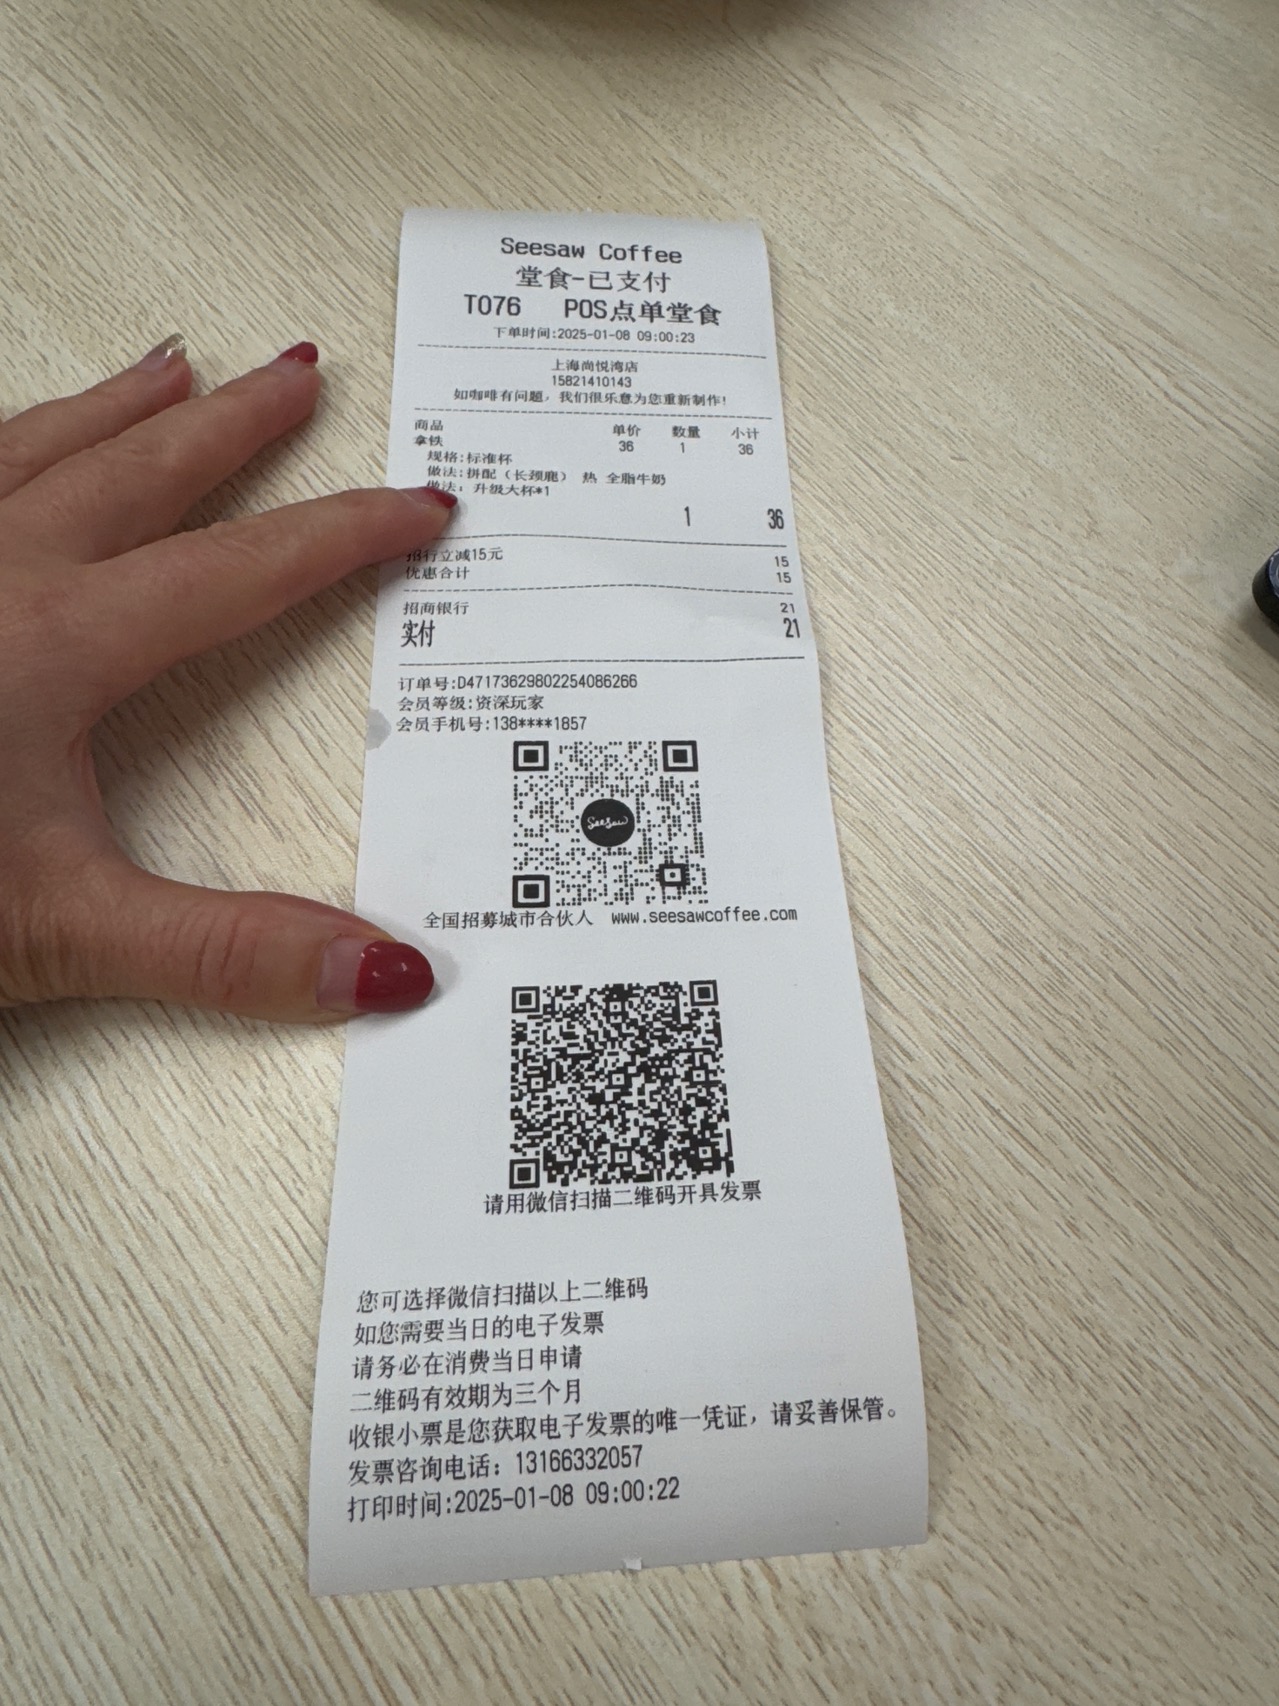 Seesaw Coffee
堂食-已支付
T076 POS点单堂食
下单时间:2025-01-08 09:00:23
上海尚悦湾店
15821410143
如咖啡有问题，我们很乐意为您重新制作!
商品 单价 数量 小计
拿铁 36 1 36
规格:标准杯
做法:拼配（长颈鹿） 热 全脂牛奶
做法：升级大杯*1
1 36
招行立减15元 15
优惠合计 15
招商银行 21
实付 21
订单号:D47173629802254086266
会员等级:资深玩家
会员手机号:138****1857
Seesaw
全国招募城市合伙人 www.seesawcoffee.com
请用微信扫描二维码开具发票
您可选择微信扫描以上二维码
如您需要当日的电子发票
请务必在消费当日申请
二维码有效期为三个月
收银小票是您获取电子发票的唯一凭证，请妥善保管。
发票咨询电话：13166332057
打印时间:2025-01-08 09:00:22